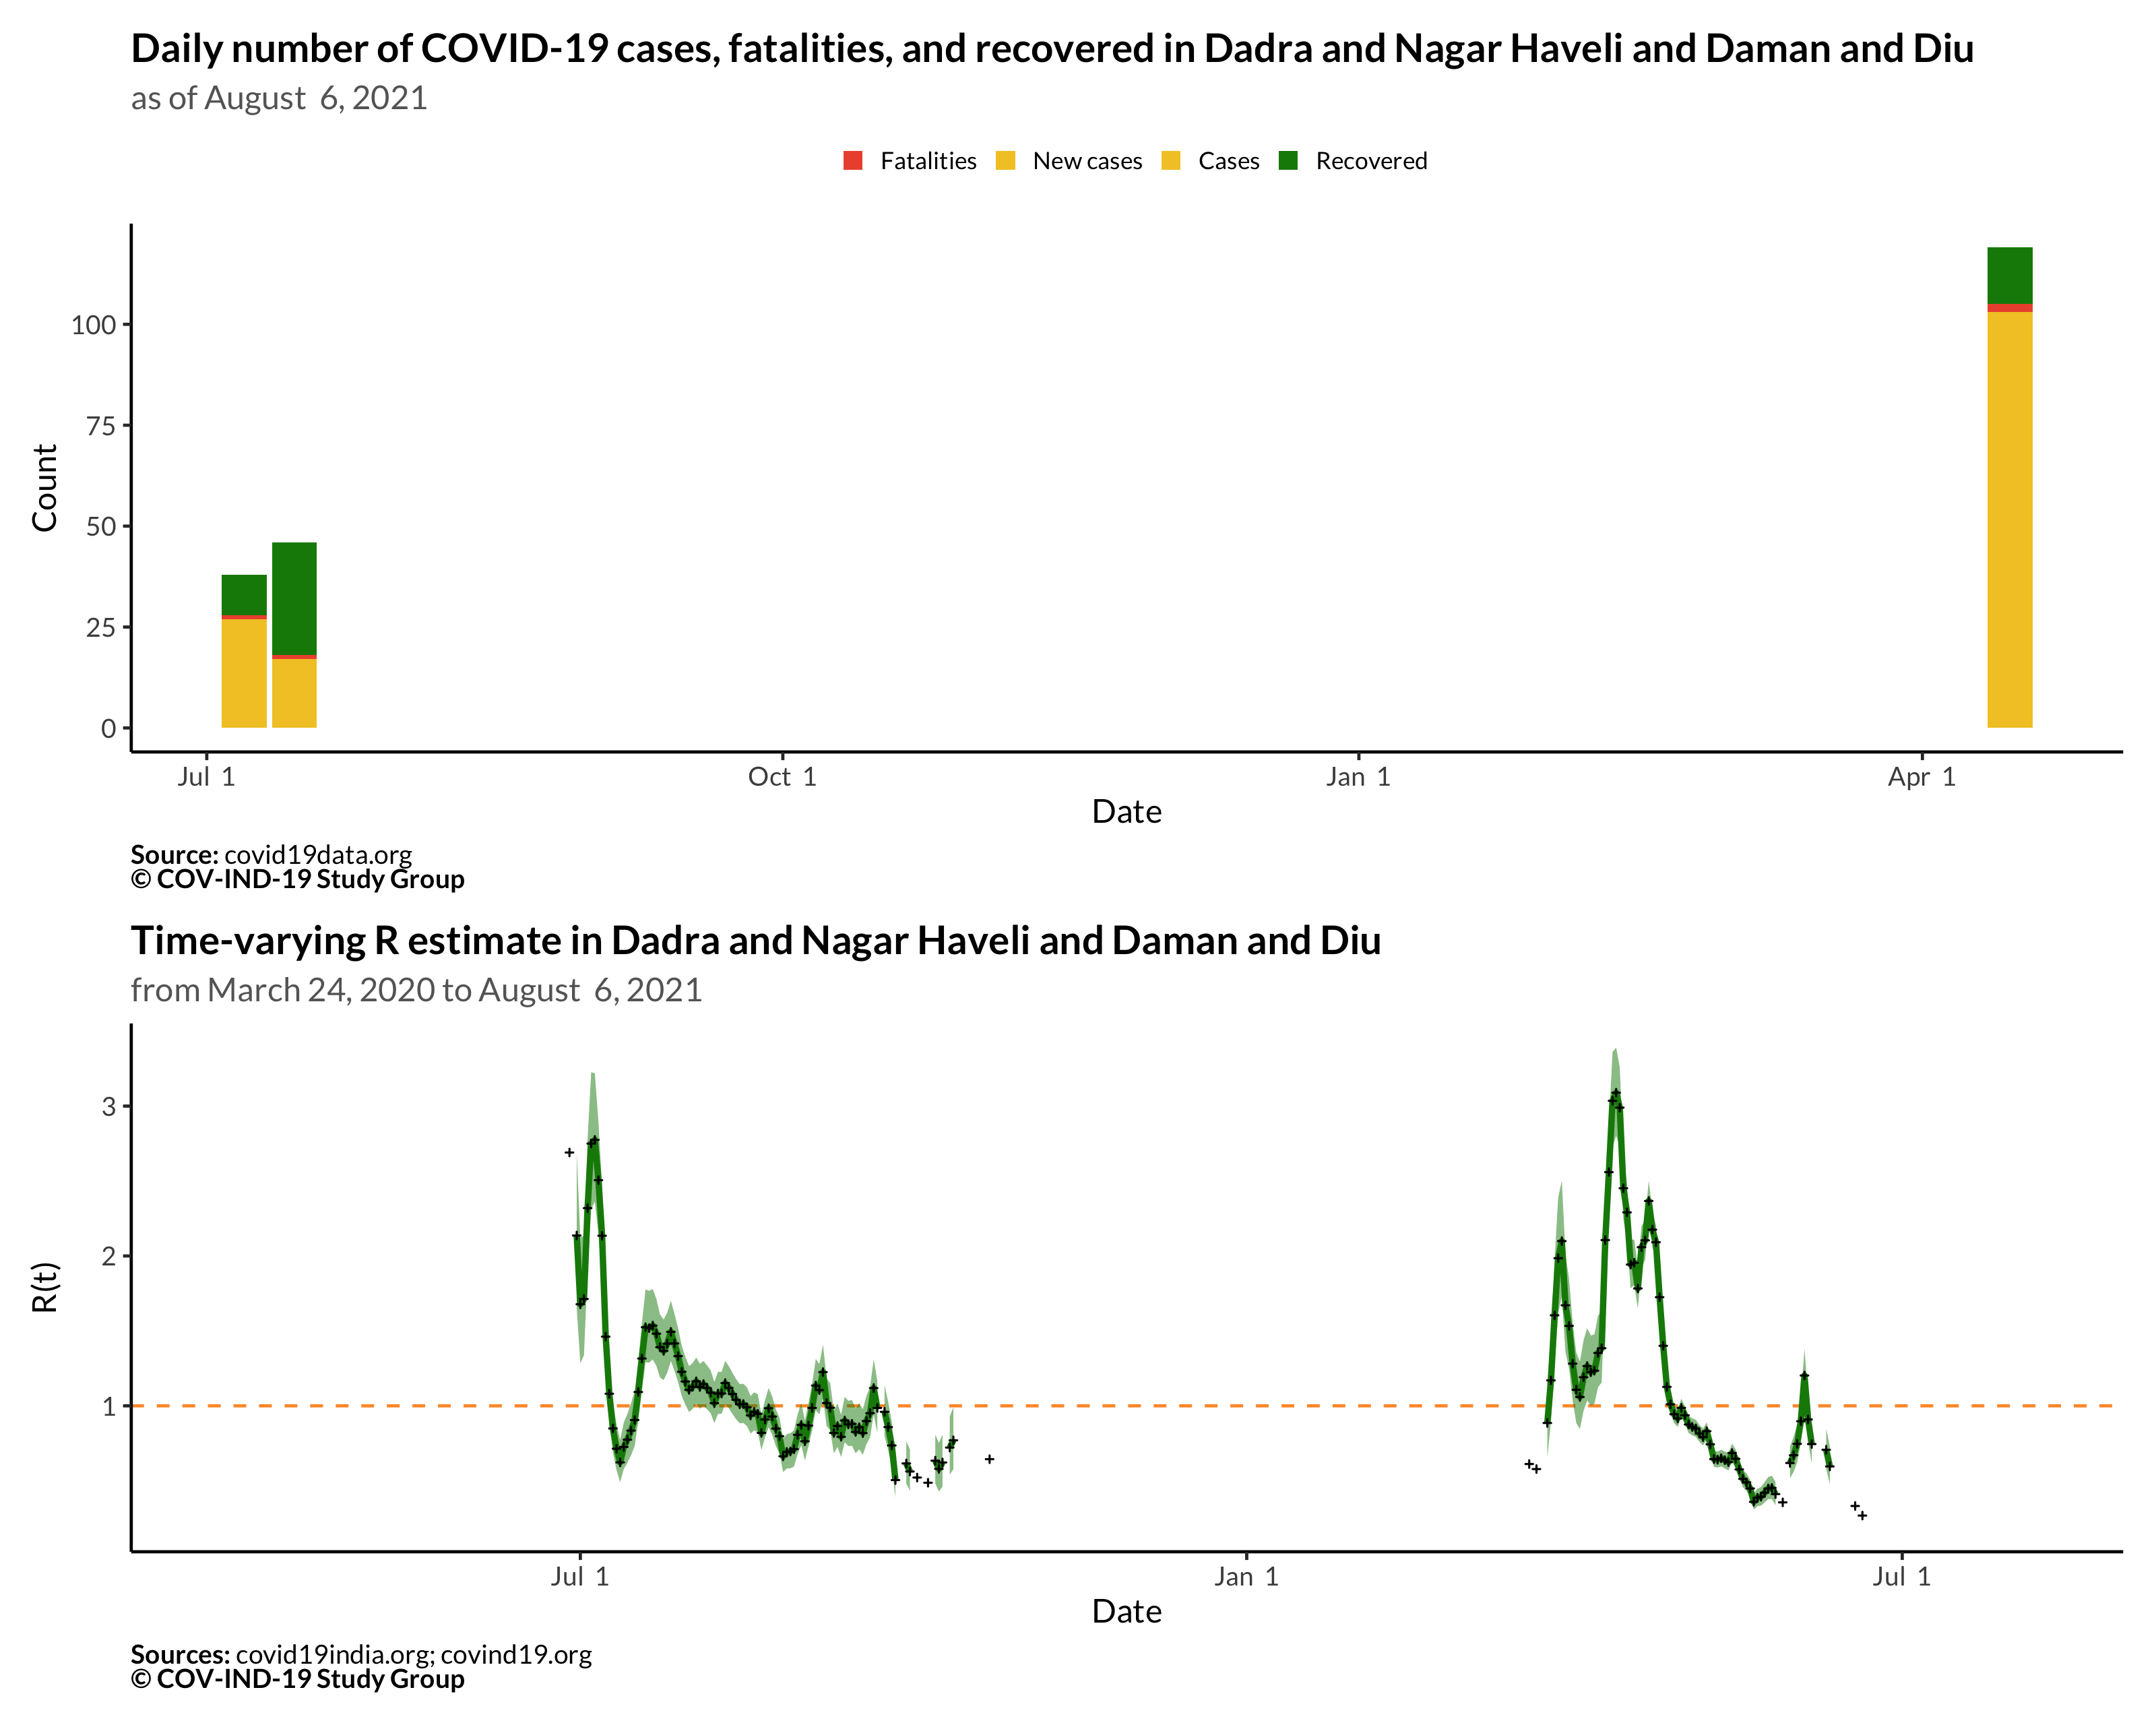 Daily number of COVID-19 cases, fatalities, and recovered in Dadra and Nagar Haveli and Daman and Diu
as of August  6, 2021
Fatalities New cases Cases Recovered
Count
100
75
50
25
0
Jul  1 Oct  1 Jan  1 Apr  1
Date
Source: covid19data.org
© COV-IND-19 Study Group
Time-varying R estimate in Dadra and Nagar Haveli and Daman and Diu
from March 24, 2020 to August  6, 2021
R(t)
3
2
1
Jul  1 Jan  1 Jul  1
Date
Sources: covid19india.org; covind19.org
© COV-IND-19 Study Group